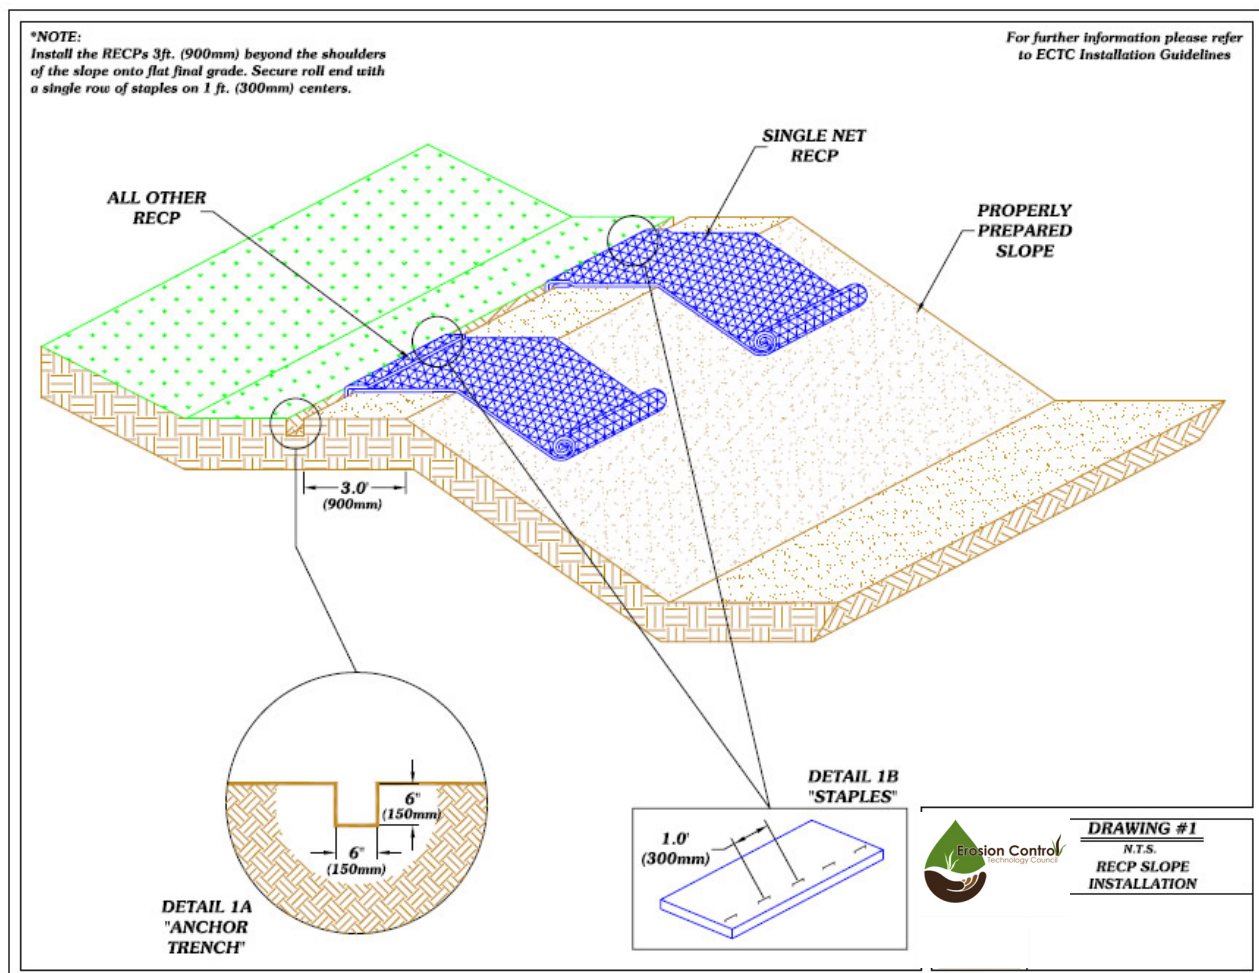 *NOTE:
Install the RECPs 3ft. (900mm) beyond the shoulders
of the slope onto flat final grade. Secure roll end with
a single row of staples on 1 ft. (300mm) centers.
For further information please refer
to ECTC Installation Guidelines
SINGLE NET
RECP
ALL OTHER
RECP
PROPERLY
PREPARED
SLOPE
3.0'
(900mm)
6"
(150mm)
6"
(150mm)
DETAIL 1A
"ANCHOR
TRENCH"
DETAIL 1B
"STAPLES"
1.0'
(300mm)
Erosion Control
Technology Council
DRAWING #1
N.T.S.
RECP SLOPE
INSTALLATION